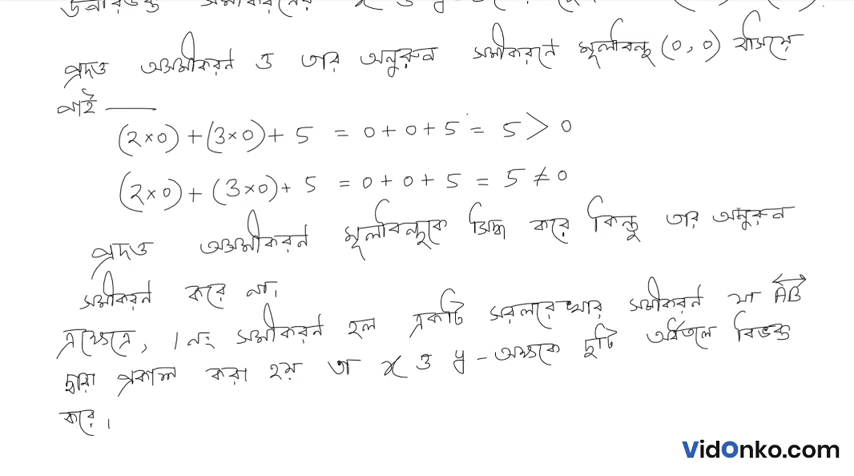 প্রদত্ত অসমীকরণ ও তার অনুরূপ সমীকরণে মূলবিন্দু (0, 0) বসিয়ে
পাই —
(2×0) + (3×0) + 5 = 0 + 0 + 5 = 5 > 0
(2×0) + (3×0) + 5 = 0 + 0 + 5 = 5 ≠ 0
প্রদত্ত অসমীকরণ মূলবিন্দুকে সিদ্ধ করে কিন্তু তার অনুরূপ
সমীকরণ করে না।
এক্ষেত্রে, 1 নং সমীকরণ হল একটি সরলরেখার সমীকরণ যা AB
দ্বারা প্রকাশ করা হয় তা x ও y - অক্ষকে দুটি অর্ধতলে বিভক্ত
করে।
VidOnko.com